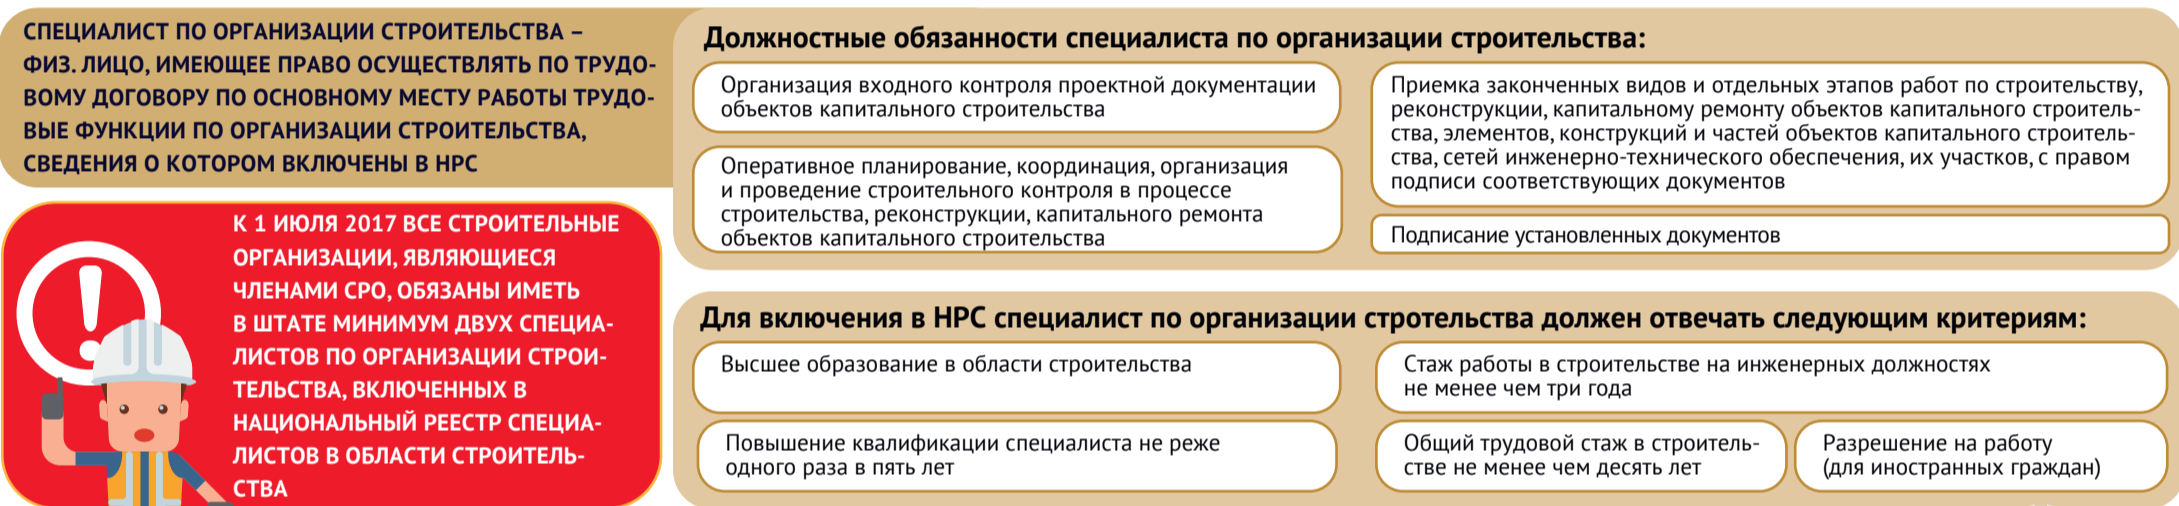 СПЕЦИАЛИСТ ПО ОРГАНИЗАЦИИ СТРОИТЕЛЬСТВА –
ФИЗ. ЛИЦО, ИМЕЮЩЕЕ ПРАВО ОСУЩЕСТВЛЯТЬ ПО ТРУДО-
ВОМУ ДОГОВОРУ ПО ОСНОВНОМУ МЕСТУ РАБОТЫ ТРУДО-
ВЫЕ ФУНКЦИИ ПО ОРГАНИЗАЦИИ СТРОИТЕЛЬСТВА,
СВЕДЕНИЯ О КОТОРОМ ВКЛЮЧЕНЫ В НРС
К 1 ИЮЛЯ 2017 ВСЕ СТРОИТЕЛЬНЫЕ
ОРГАНИЗАЦИИ, ЯВЛЯЮЩИЕСЯ
ЧЛЕНАМИ СРО, ОБЯЗАНЫ ИМЕТЬ
В ШТАТЕ МИНИМУМ ДВУХ СПЕЦИА-
ЛИСТОВ ПО ОРГАНИЗАЦИИ СТРОИ-
ТЕЛЬСТВА, ВКЛЮЧЕННЫХ В
НАЦИОНАЛЬНЫЙ РЕЕСТР СПЕЦИА-
ЛИСТОВ В ОБЛАСТИ СТРОИТЕЛЬ-
СТВА
Должностные обязанности специалиста по организации строительства:
Организация входного контроля проектной документации
объектов капитального строительства
Оперативное планирование, координация, организация
и проведение строительного контроля в процессе
строительства, реконструкции, капитального ремонта
объектов капитального строительства
Приемка законченных видов и отдельных этапов работ по строительству,
реконструкции, капитальному ремонту объектов капитального строитель-
ства, элементов, конструкций и частей объектов капитального строитель-
ства, сетей инженерно-технического обеспечения, их участков, с правом
подписи соответствующих документов
Подписание установленных документов
Для включения в НРС специалист по организации стротельства должен отвечать следующим критериям:
Высшее образование в области строительства
Стаж работы в строительстве на инженерных должностях
не менее чем три года
Повышение квалификации специалиста не реже
одного раза в пять лет
Общий трудовой стаж в строитель-
стве не менее чем десять лет
Разрешение на работу
(для иностранных граждан)